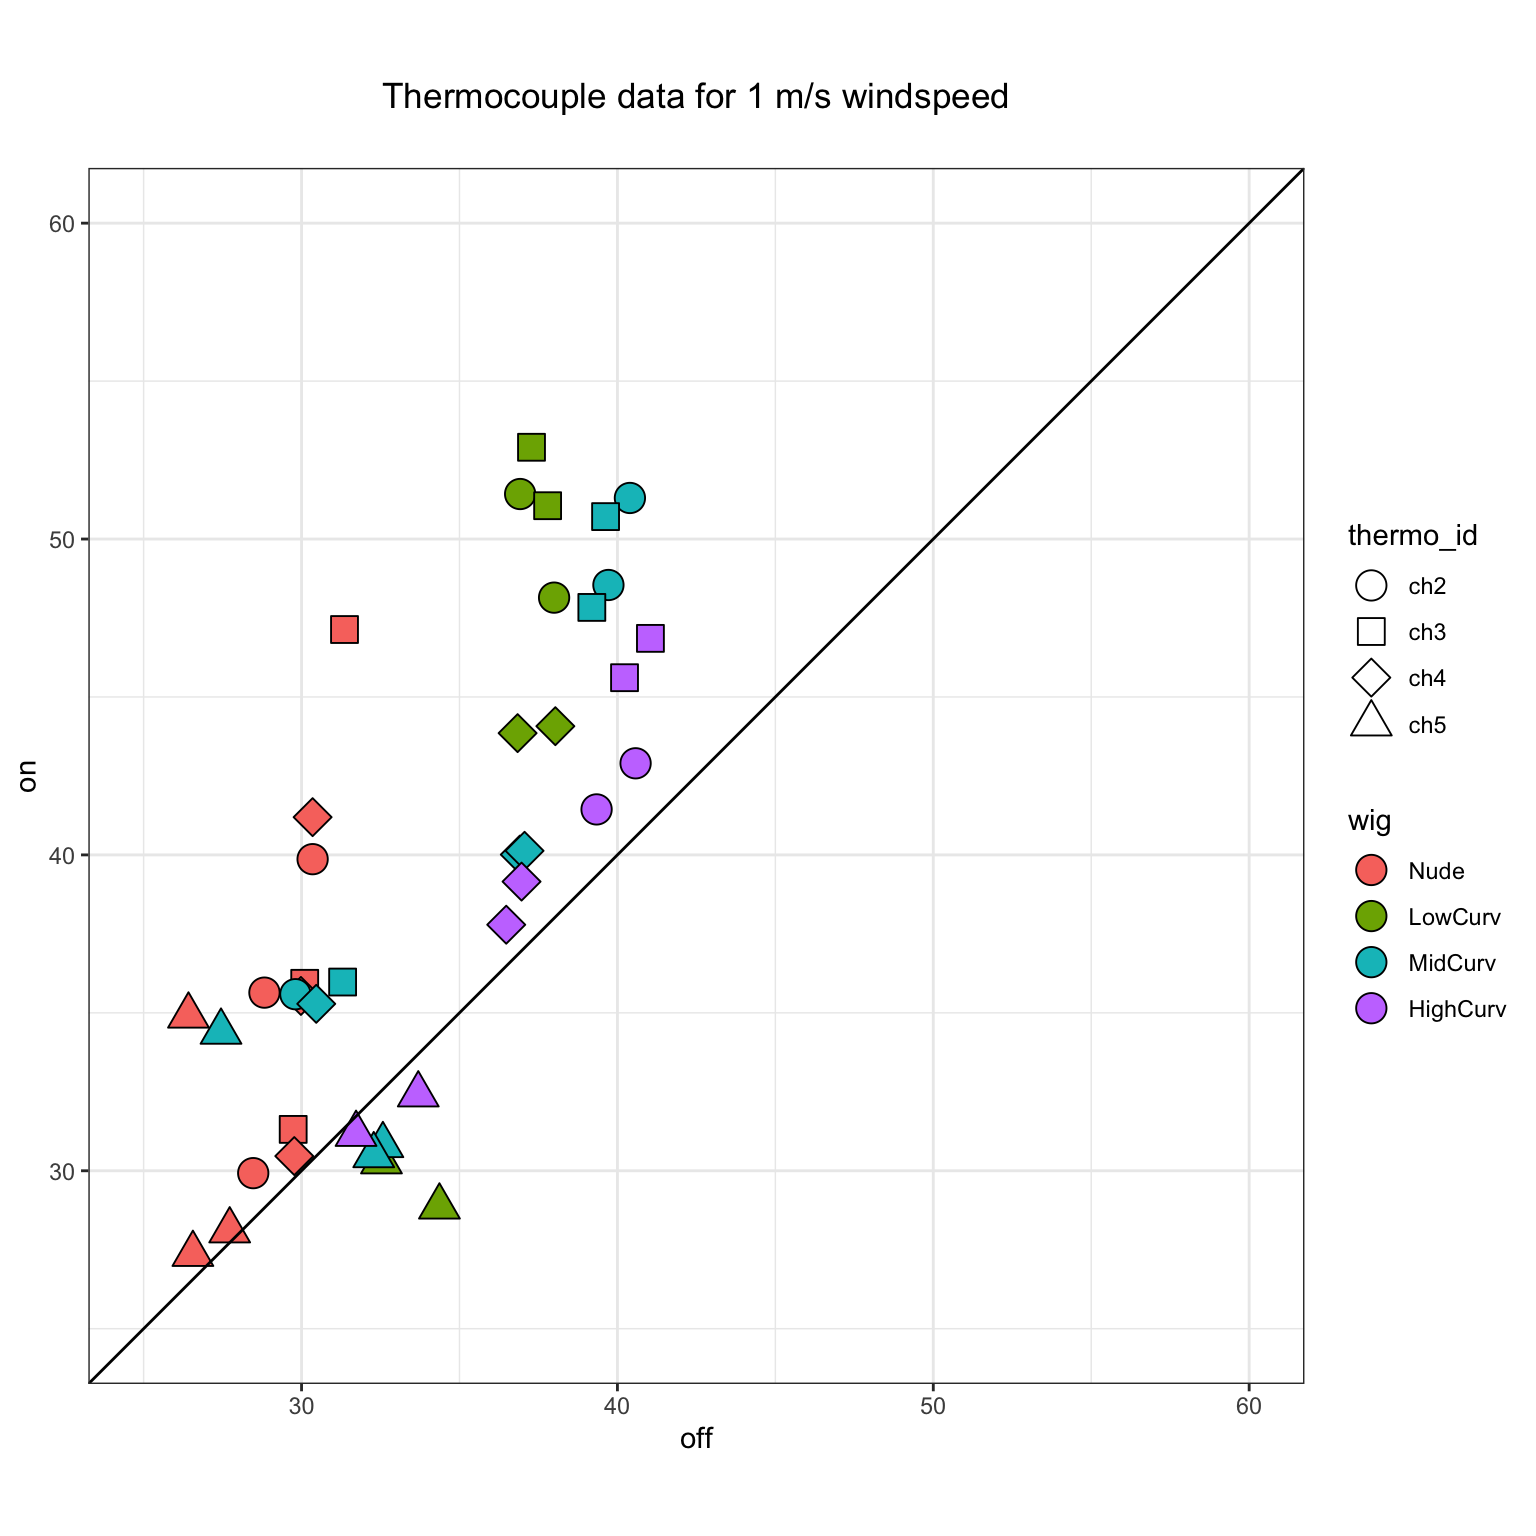 Thermocouple data for 1 m/s windspeed
60
50
40
30
on
30
40
50
60
off
thermo_id
ch2
ch3
ch4
ch5
wig
Nude
LowCurv
MidCurv
HighCurv